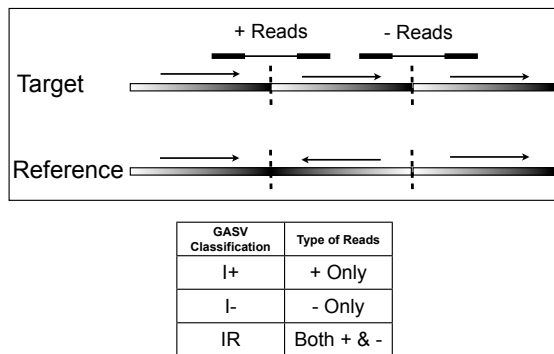 + Reads - Reads
Target
Reference
GASV Classification Type of Reads
I+ + Only
I- - Only
IR Both + & -